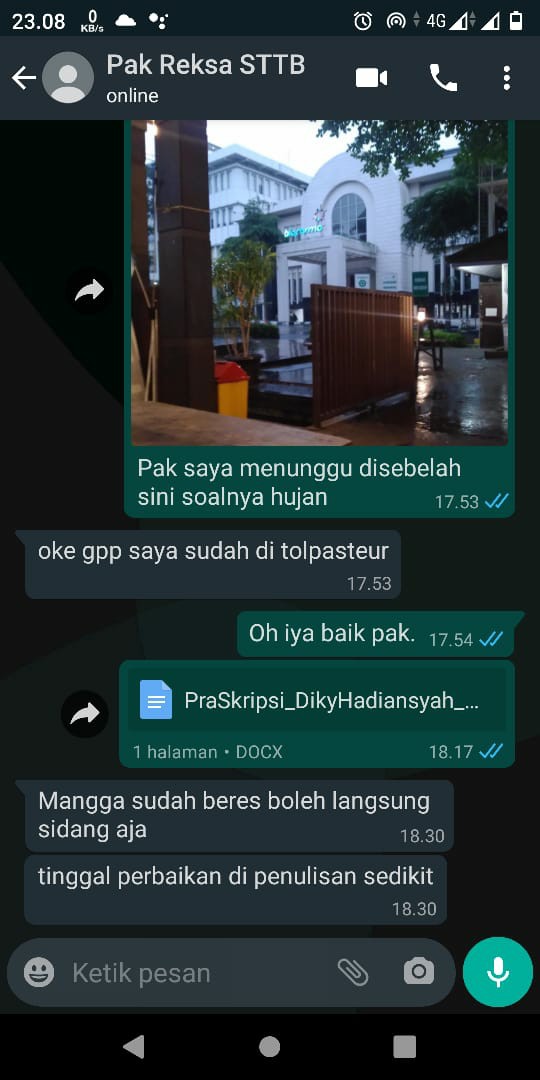 23.08 0 KB/s 4G
Pak Reksa STTB
online
biofarma
Pak saya menunggu disebelah
sini soalnya hujan
17.53
oke gpp saya sudah di tolpasteur
17.53
Oh iya baik pak.
17.54
PraSkripsi_DikyHadiansyah_...
1 halaman • DOCX
18.17
Mangga sudah beres boleh langsung
sidang aja
18.30
tinggal perbaikan di penulisan sedikit
18.30
Ketik pesan